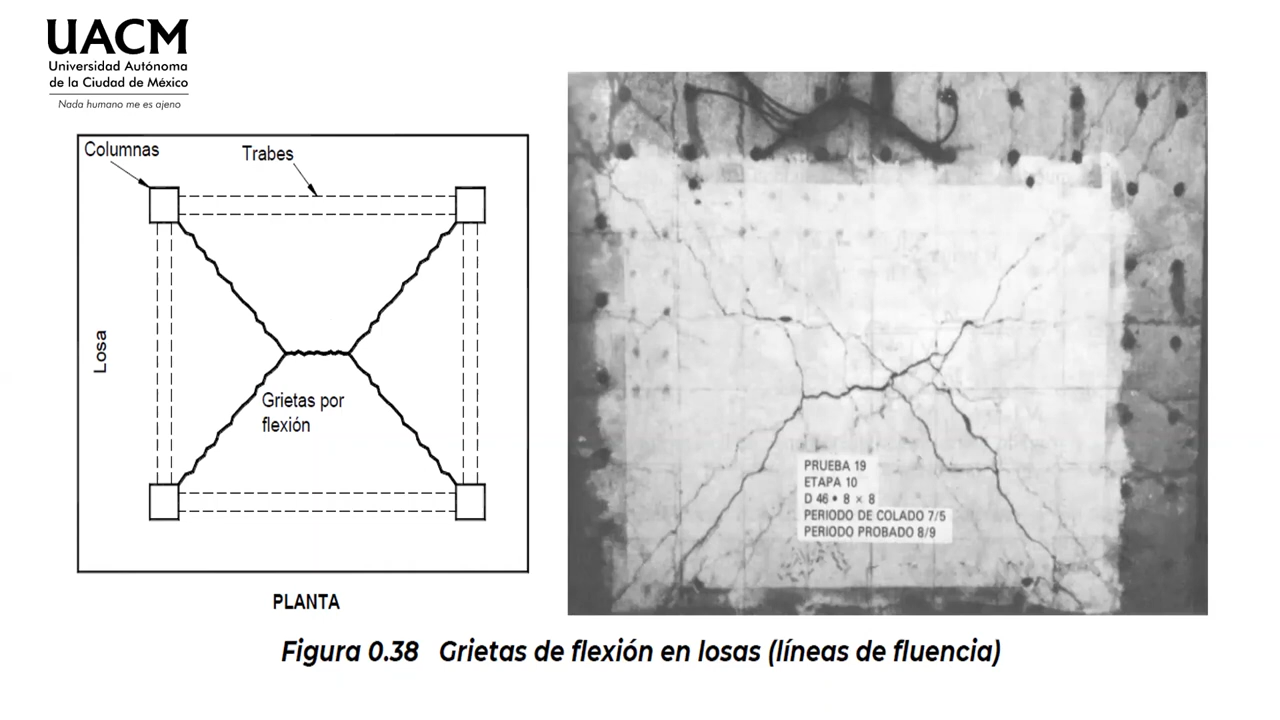 UACM
Universidad Autónoma
de la Ciudad de México
Nada humano me es ajeno
Columnas
Trabes
Losa
Grietas por
flexión
PLANTA
PRUEBA 19
ETAPA 10
D 46 • 8 × 8
PERIODO DE COLADO 7/5
PERIODO PROBADO 8/9
Figura 0.38 Grietas de flexión en losas (líneas de fluencia)